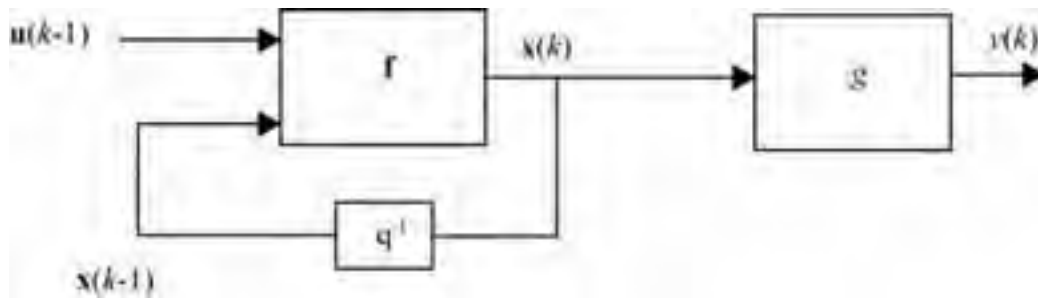 u(k-1)
f
x(k)
g
y(k)
q⁻¹
x(k-1)